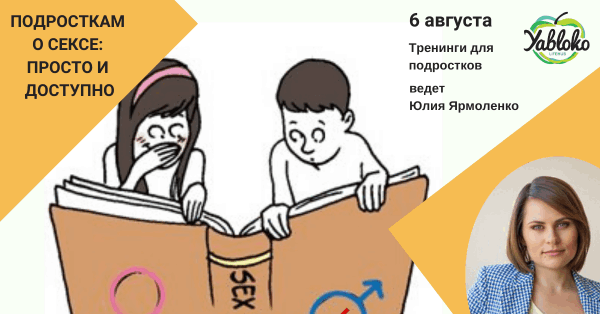 ПОДРОСТКАМ
О СЕКСЕ:
ПРОСТО И
ДОСТУПНО
6 августа
Тренинги для
подростков
ведет
Юлия Ярмоленко
Yabloko
SEX